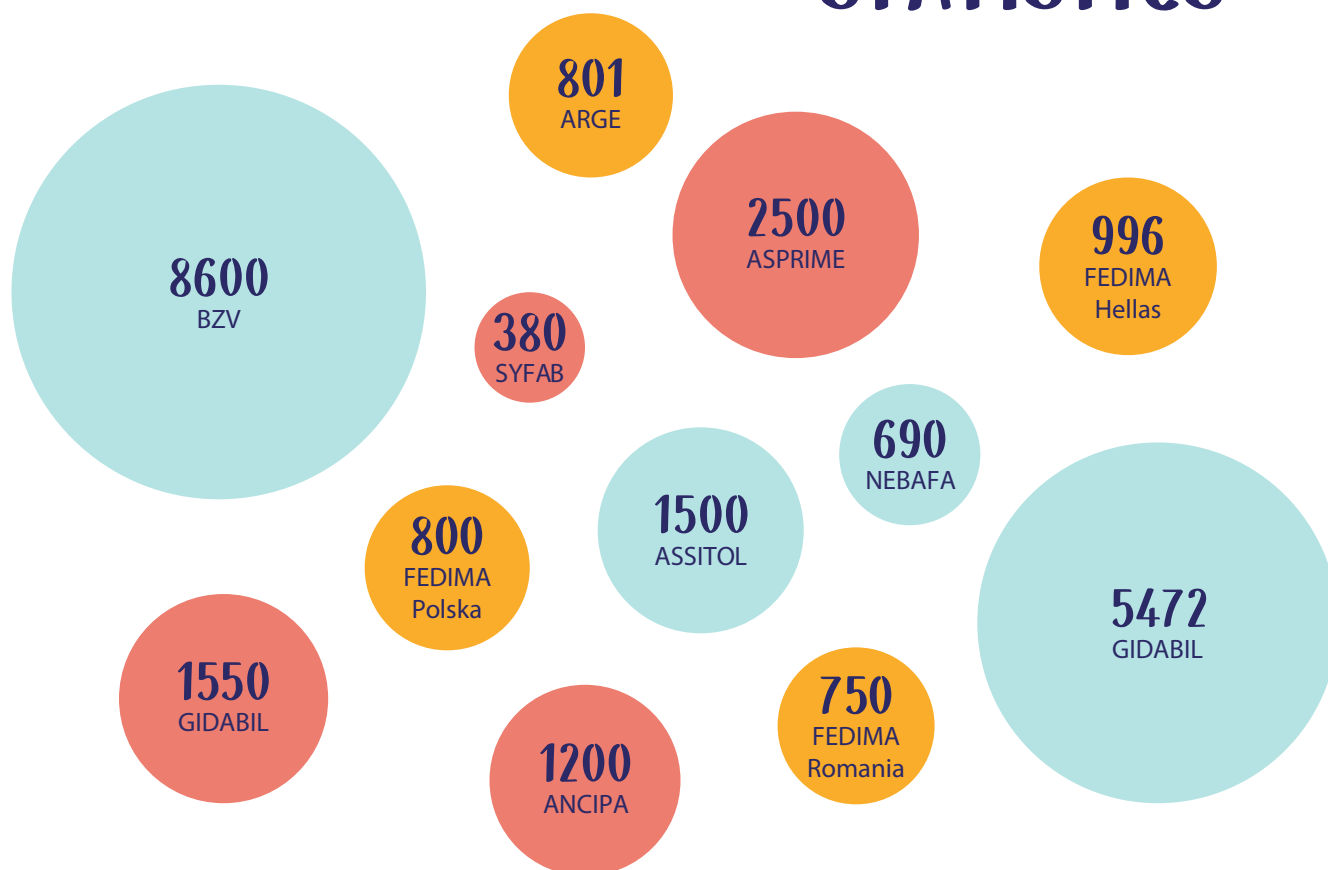 STATISTICS
801
ARGE
2500
ASPRIME
996
FEDIMA
Hellas
8600
BZV
380
SYFAB
690
NEBAFA
1500
ASSITOL
800
FEDIMA
Polska
5472
GIDABIL
1550
GIDABIL
750
FEDIMA
Romania
1200
ANCIPA